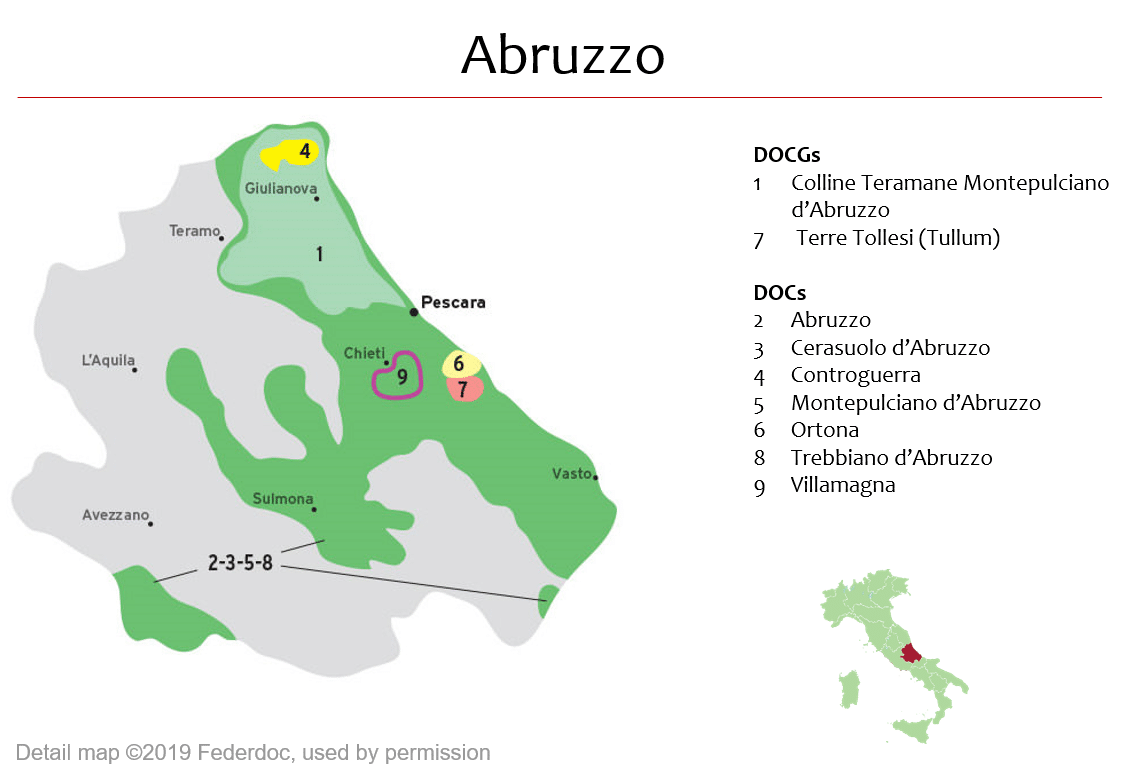 Abruzzo
4
Giulianova
Teramo
1
Pescara
Chieti
L'Aquila
6
9
7
Vasto
Sulmona
Avezzano
2-3-5-8
DOCGs
1 Colline Teramane Montepulciano
d'Abruzzo
7 Terre Tollesi (Tullum)
DOCs
2 Abruzzo
3 Cerasuolo d'Abruzzo
4 Controguerra
5 Montepulciano d'Abruzzo
6 Ortona
8 Trebbiano d'Abruzzo
9 Villamagna
Detail map ©2019 Federdoc, used by permission